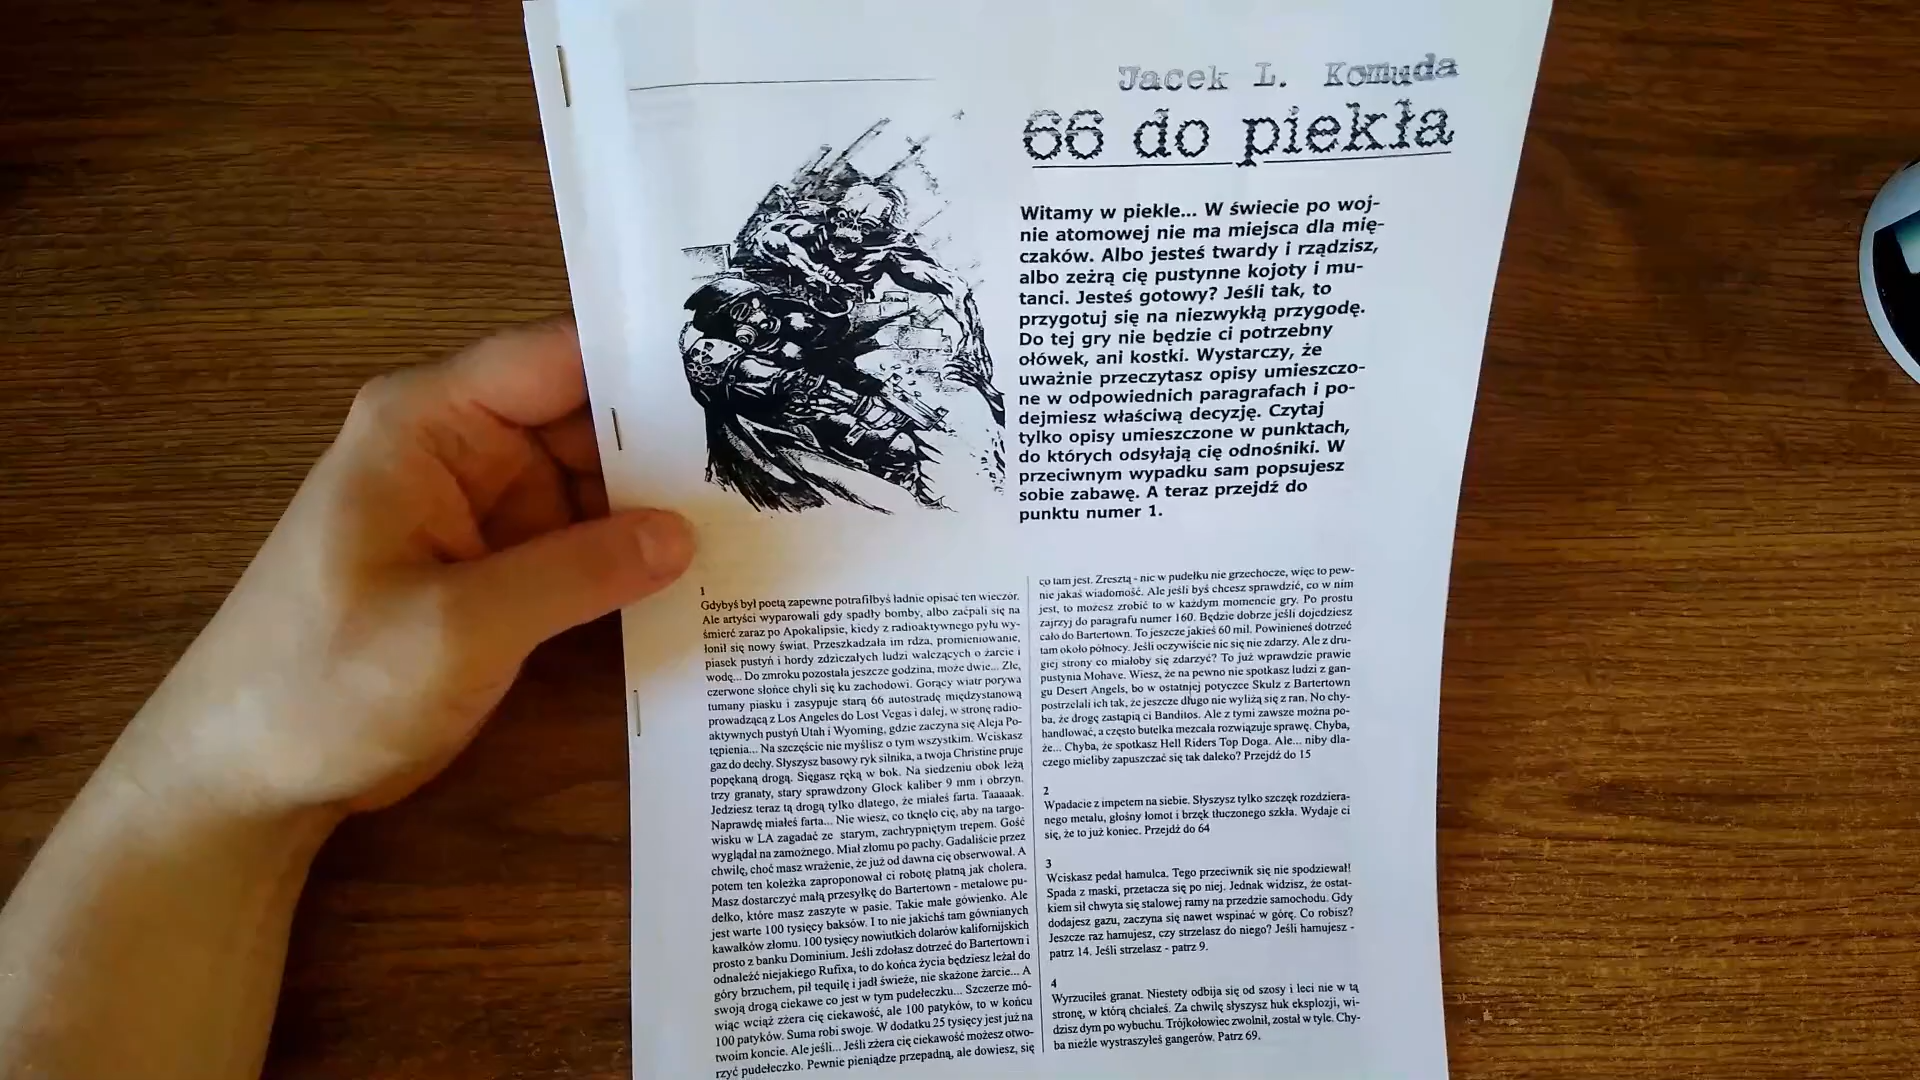 Jacek L. Komuda
66 do piekła
Witamy w piekle... W świecie po woj-
nie atomowej nie ma miejsca dla mię-
czaków. Albo jesteś twardy i rządzisz,
albo zeżrą cię pustynne kojoty i mu-
tanci. Jesteś gotowy? Jeśli tak, to
przygotuj się na niezwykłą przygodę.
Do tej gry nie będzie ci potrzebny
ołówek, ani kostki. Wystarczy, że
uważnie przeczytasz opisy umieszczo-
ne w odpowiednich paragrafach i po-
dejmiesz właściwą decyzję. Czytaj
tylko opisy umieszczone w punktach,
do których odsyłają cię odnośniki. W
przeciwnym wypadku sam popsujesz
sobie zabawę. A teraz przejdź do
punktu numer 1.
1
Gdybyś był poetą zapewne potrafiłbyś ładnie opisać ten wieczór.
Ale artyści wyparowali gdy spadły bomby, albo zaćpali się na
śmierć zaraz po Apokalipsie, kiedy z radioaktywnego pyłu wy-
łonił się nowy świat. Przeszkadzała im rdza, promieniowanie,
piasek pustyń i hordy zdziczałych ludzi walczących o żarcie i
wodę... Do zmroku pozostała jeszcze godzina, może dwie... Złe,
czerwone słońce chyli się ku zachodowi. Gorący wiatr porywa
tumany piasku i zasypuje starą 66 autostradę międzystanową
prowadzącą z Los Angeles do Lost Vegas i dalej, w stronę radio-
aktywnych pustyń Utah i Wyoming, gdzie zaczyna się Aleja Po-
tępienia... Na szczęście nie myślisz o tym wszystkim. Wciskasz
gaz do dechy. Słyszysz basowy ryk silnika, a twoja Christine pruje
popękaną drogą. Sięgasz ręką w bok. Na siedzeniu obok leżą
trzy granaty, stary sprawdzony Glock kaliber 9 mm i obrzyn.
Jedziesz teraz tą drogą tylko dlatego, że miałeś farta. Taaaaak.
Naprawdę miałeś farta... Nie wiesz, co tknęło cię, aby na targo-
wisku w LA zagadać ze starym, zachrypniętym trepem. Gość
wyglądał na zamożnego. Miał złomu po pachy. Gadaliście przez
chwilę, choć masz wrażenie, że już od dawna cię obserwował. A
potem ten koleżka zaproponował ci robotę płatną jak cholera.
Masz dostarczyć małą przesyłkę do Bartertown - metalowe pu-
dełko, które masz zaszyte w pasie. Takie małe gówienko. Ale
jest warte 100 tysięcy baksów. I to nie jakichś tam gównianych
kawałków złomu. 100 tysięcy nowiutkich dolarów kalifornijskich
prosto z banku Dominium. Jeśli zdołasz dotrzeć do Bartertown i
odnaleźć niejakiego Rufixa, to do końca życia będziesz leżał do
góry brzuchem, pił tequilę i jadł świeże, nie skażone żarcie... A
swoją drogą ciekawe co jest w tym pudełeczku... Szczerze mó-
wiąc wciąż zżera cię ciekawość, ale 100 patyków, to w końcu
100 patyków. Suma robi swoje. W dodatku 25 tysięcy jest już na
twoim koncie. Ale jeśli... Jeśli zżera cię ciekawość możesz otwo-
rzyć pudełeczko. Pewnie pieniądze przepadną, ale dowiesz, się
co tam jest. Zresztą - nic w pudełku nie grzechocze, więc to pew-
nie jakaś wiadomość. Ale jeśli byś chcesz sprawdzić, co w nim
jest, to możesz zrobić to w każdym momencie gry. Po prostu
zajrzyj do paragrafu numer 160. Będzie dobrze jeśli dojedziesz
cało do Bartertown. To jeszcze jakieś 60 mil. Powinieneś dotrzeć
tam około północy. Jeśli oczywiście nic się nie zdarzy. Ale z dru-
giej strony co miałoby się zdarzyć? To już wprawdzie prawie
pustynia Mohave. Wiesz, że na pewno nie spotkasz ludzi z gan-
gu Desert Angels, bo w ostatniej potyczce Skulz z Bartertown
postrzelali ich tak, że jeszcze długo nie wyliżą się z ran. No chy-
ba, że drogę zastąpią ci Banditos. Ale z tymi zawsze można po-
handlować, a często butelka mezcala rozwiązuje sprawę. Chyba,
że... Chyba, że spotkasz Hell Riders Top Doga. Ale... niby dla-
czego mieliby zapuszczać się tak daleko? Przejdź do 15
2
Wpadacie z impetem na siebie. Słyszysz tylko szczęk rozdziera-
nego metalu, głośny łomot i brzęk tłuczonego szkła. Wydaje ci
się, że to już koniec. Przejdź do 64
3
Wciskasz pedał hamulca. Tego przeciwnik się nie spodziewał!
Spada z maski, przetacza się po niej. Jednak widzisz, że ostat-
kiem sił chwyta się stalowej ramy na przedzie samochodu. Gdy
dodajesz gazu, zaczyna się nawet wspinać w górę. Co robisz?
Jeszcze raz hamujesz, czy strzelasz do niego? Jeśli hamujesz -
patrz 14. Jeśli strzelasz - patrz 9.
4
Wyrzuciłeś granat. Niestety odbija się od szosy i leci nie w tą
stronę, w którą chciałeś. Za chwilę słyszysz huk eksplozji, wi-
dzisz dym po wybuchu. Trójkołowiec zwolnił, został w tyle. Chy-
ba nieźle wystraszyłeś gangerów. Patrz 69.